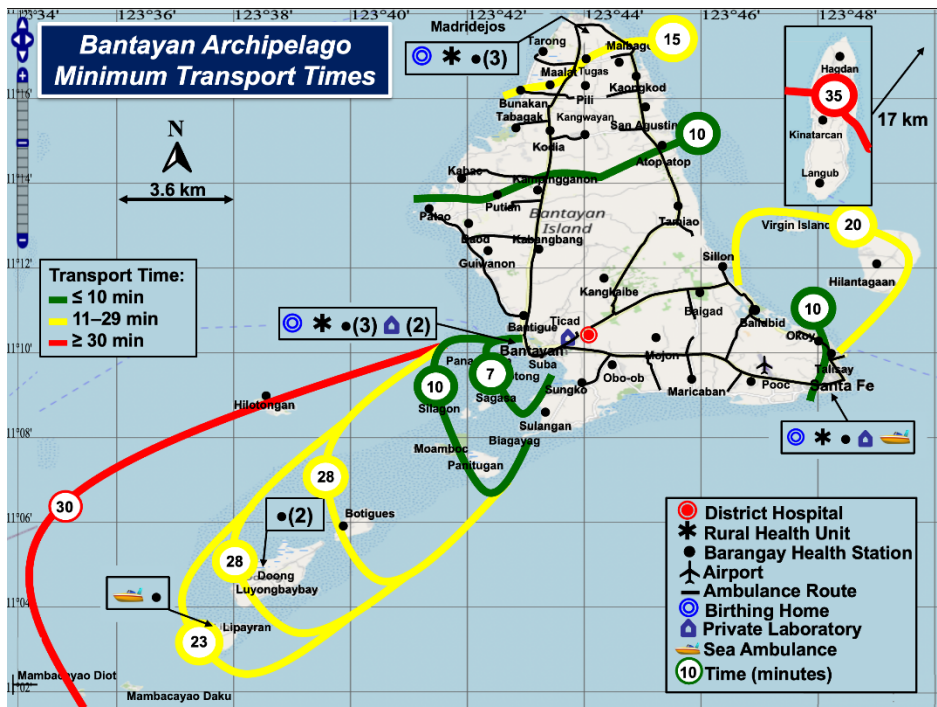 123°34'
123°36'
123°38'
123°40'
123°42'
123°44'
123°46'
123°48'
Bantayan Archipelago
Minimum Transport Times
Madridejos
(3)
15
Tarong
Malbago
Maalat
Tugas
Kaongkod
Bunakan
Pili
Tabagak
Kangwayan
San Agustin
Kodia
10
Atop-atop
Hagdan
35
17 km
Kinatarcan
Langub
11°16'
N
3.6 km
11°14'
Kabac
Kampingganon
Putian
Patao
Bantayan
Island
Tamiao
Baod
Kabangbang
Guiwanon
Virgin Island
20
Hilantagaan
11°12'
Transport Time:
≤ 10 min
11–29 min
≥ 30 min
Sillon
Kangkaibe
Baigad
(3) (2)
Bantigue
Ticad
Balidbid
10
Okoy
11°10'
Bantayan
Suba
Mojon
Talisay
Obo-ob
Pooc
Santa Fe
10
7
Sungko
Maricaban
Silagon
Sagasa
Hilotongan
Sulangan
11°08'
Moamboc
Biagayag
Panitugan
28
30
11°06'
(2)
Botigues
28
Doong
Luyongbaybay
11°04'
Lipayran
23
Mambacayao Diot
11°02'
Mambacayao Daku
District Hospital
Rural Health Unit
Barangay Health Station
Airport
Ambulance Route
Birthing Home
Private Laboratory
Sea Ambulance
10 Time (minutes)